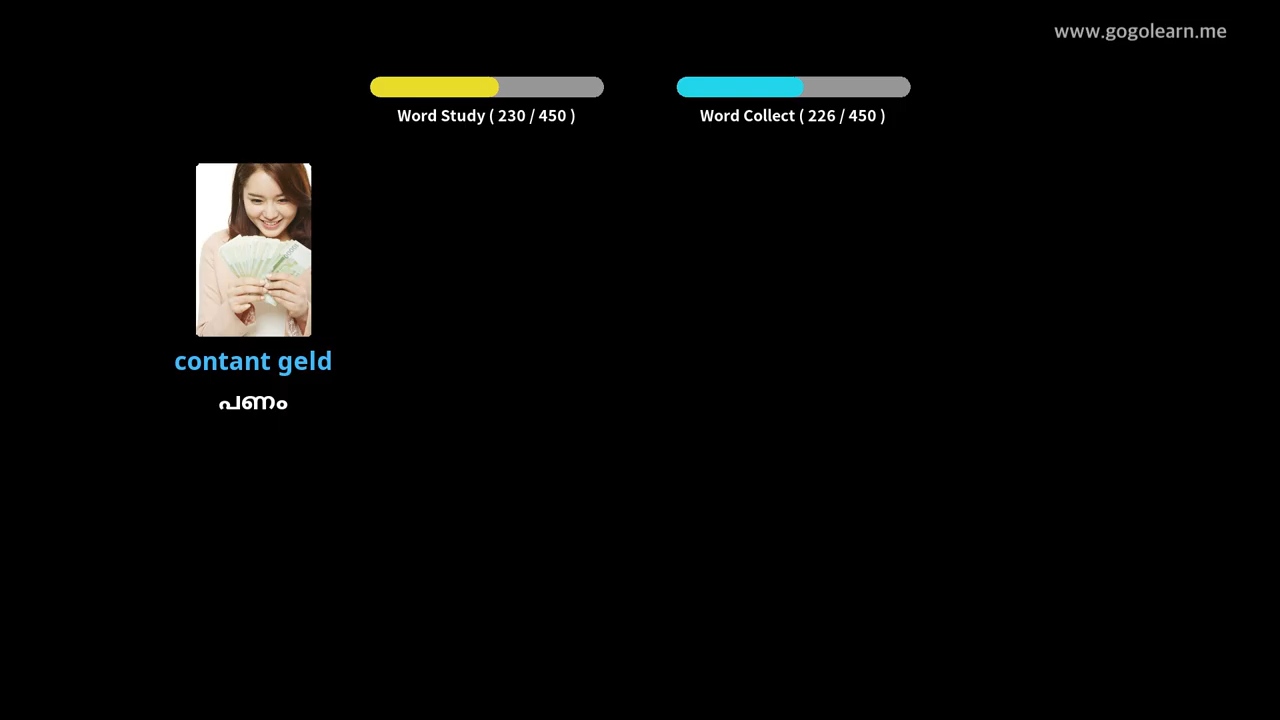 www.gogolearn.me
Word Study ( 230 / 450 )
Word Collect ( 226 / 450 )
contant geld
പണം